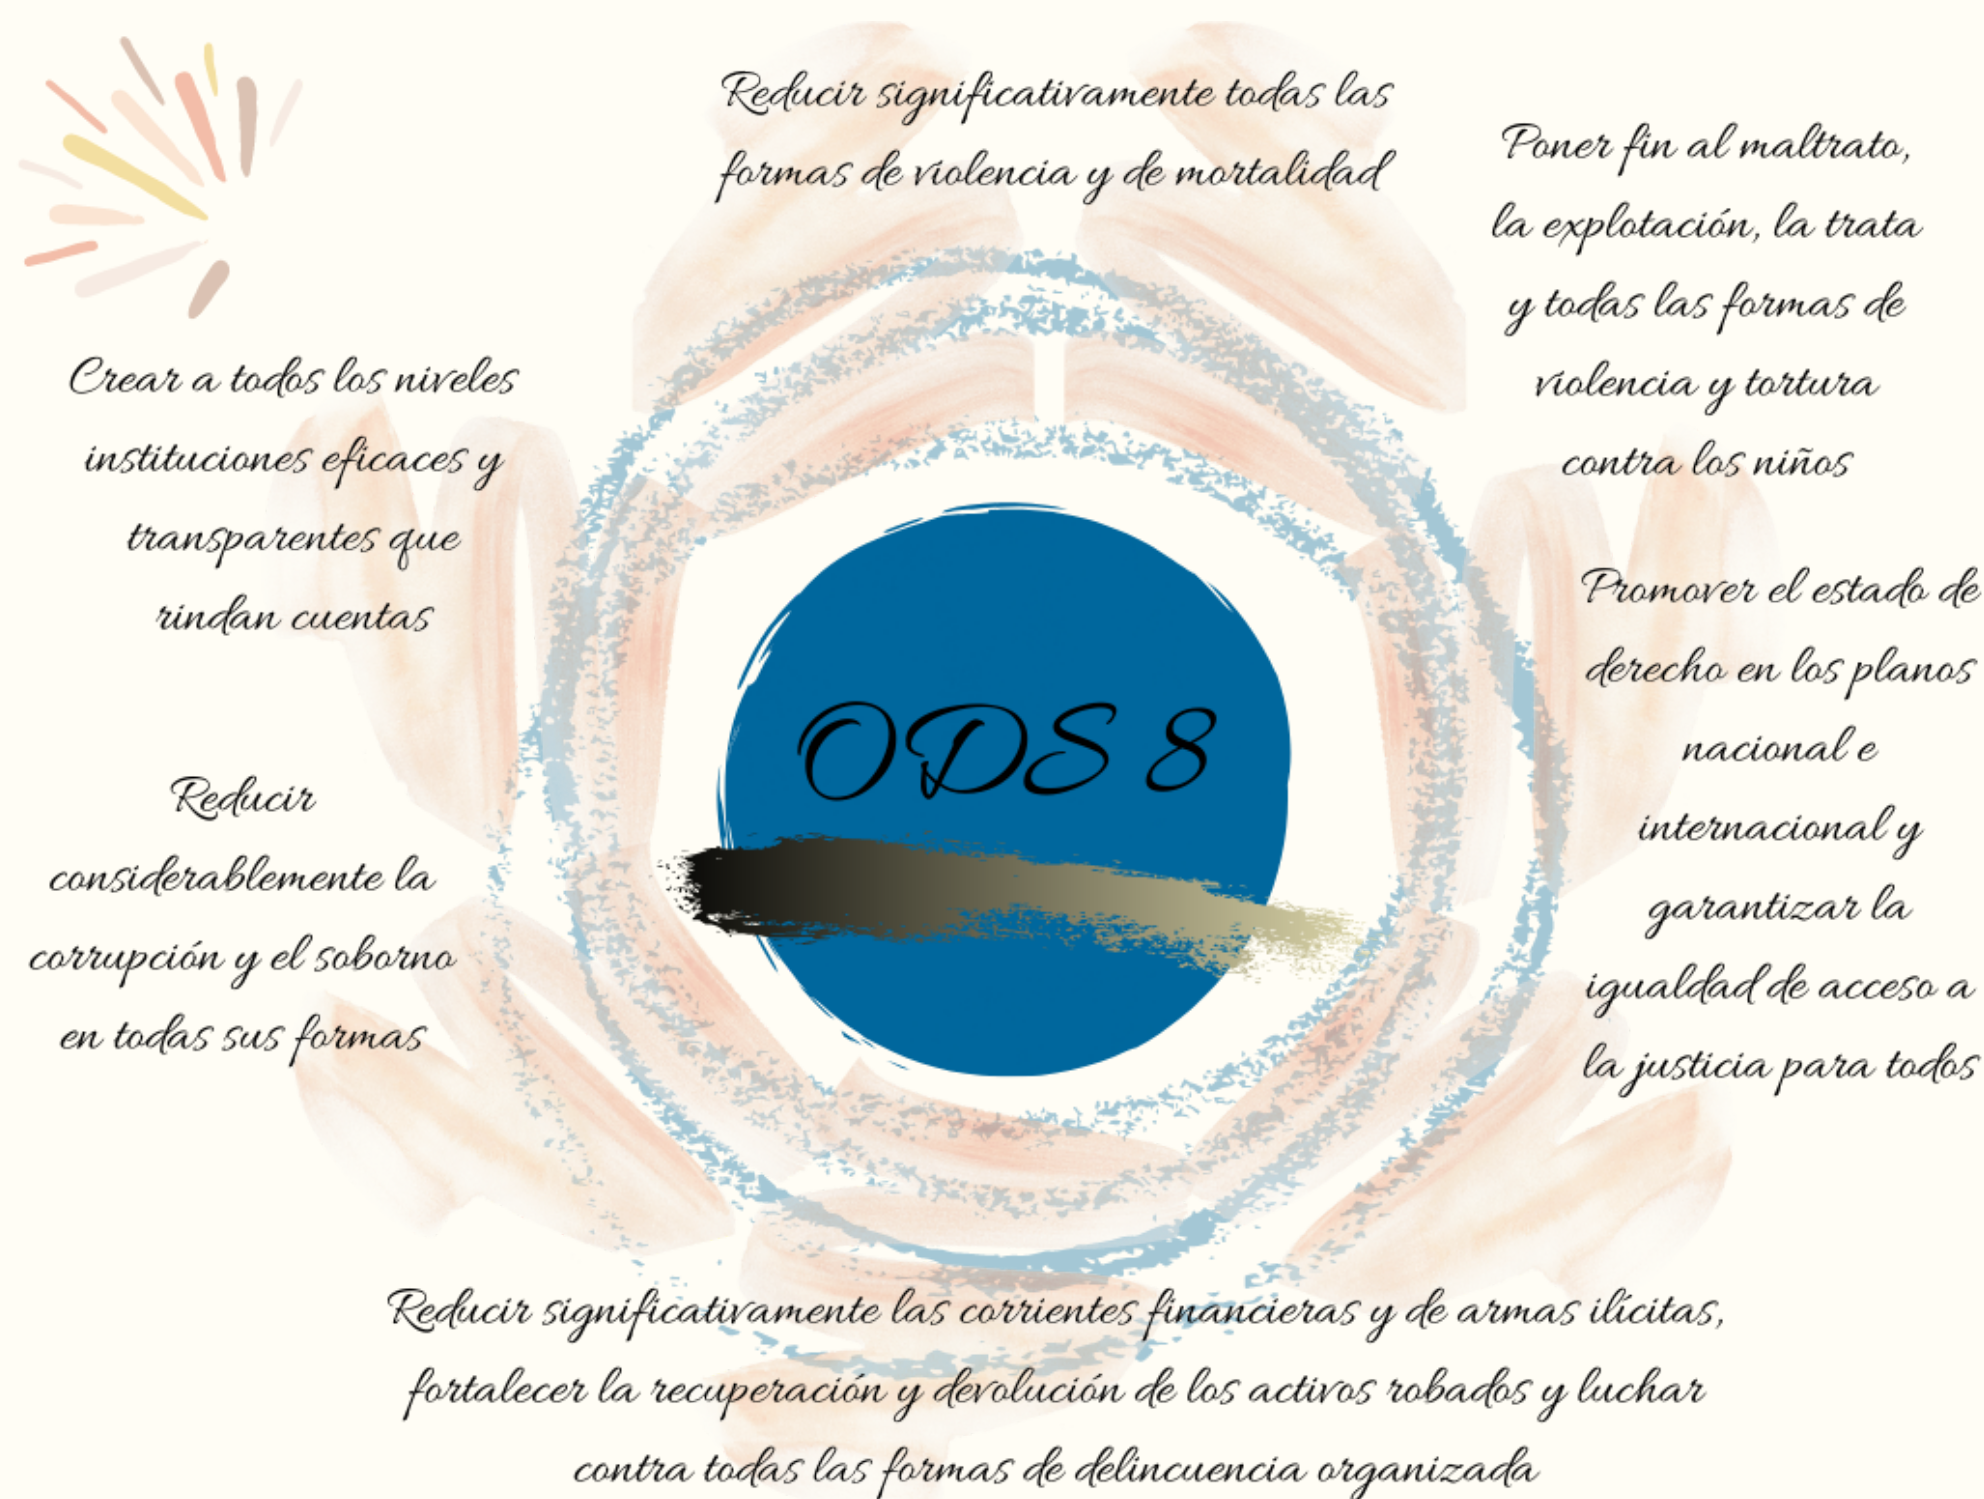 Reducir significativamente todas las
formas de violencia y de mortalidad
Poner fin al maltrato,
la explotación, la trata
y todas las formas de
violencia y tortura
contra los niños
Crear a todos los niveles
instituciones eficaces y
transparentes que
rindan cuentas
Promover el estado de
derecho en los planos
nacional e
internacional y
garantizar la
igualdad de acceso a
la justicia para todos
ODS 8
Reducir
considerablemente la
corrupción y el soborno
en todas sus formas
Reducir significativamente las corrientes financieras y de armas ilícitas,
fortalecer la recuperación y devolución de los activos robados y luchar
contra todas las formas de delincuencia organizada